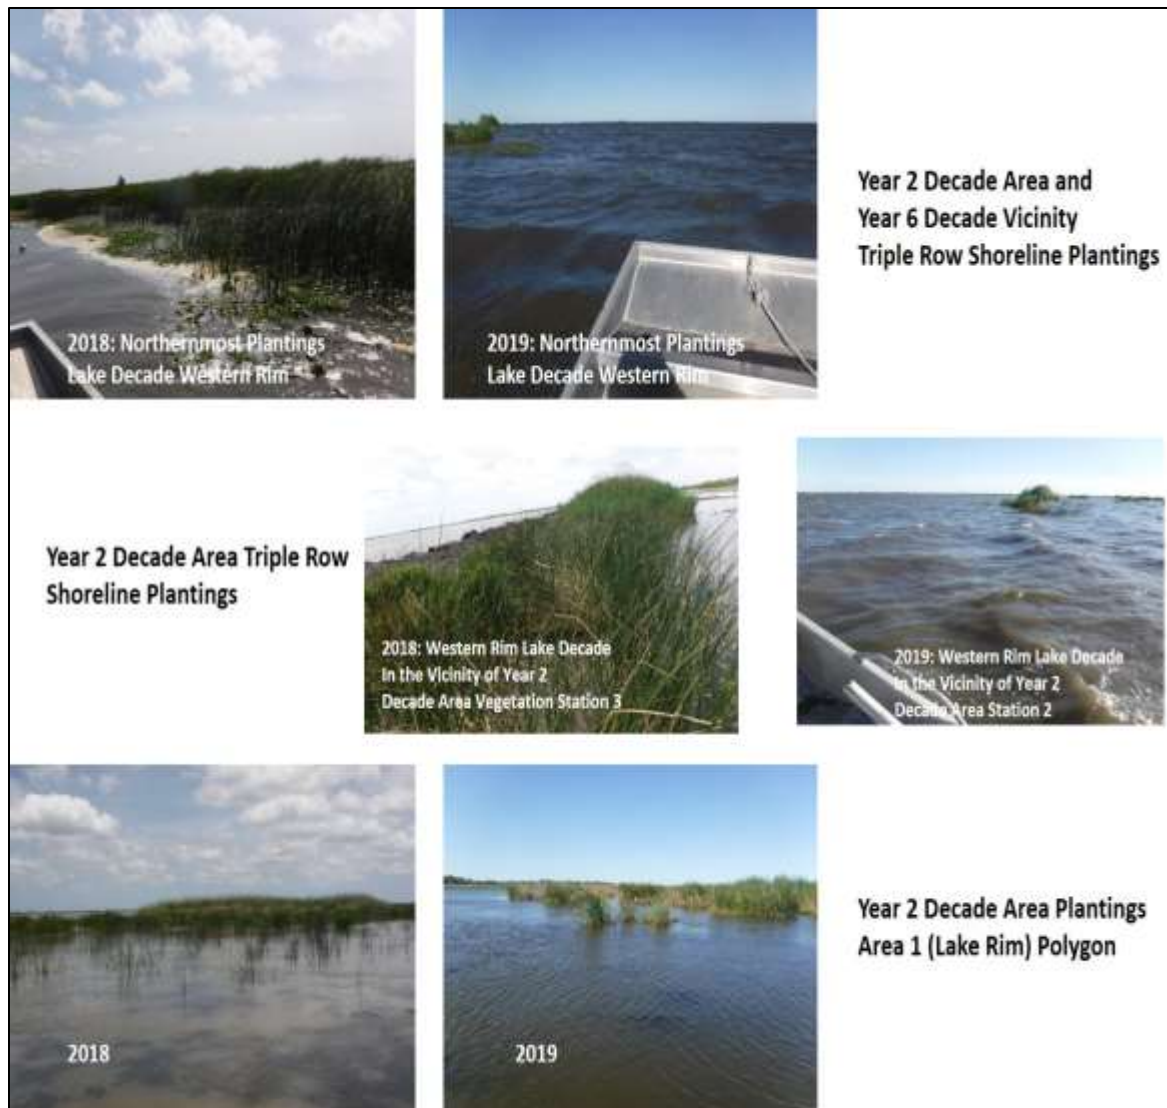 2018: Northernmost Plantings
Lake Decade Western Rim
2019: Northernmost Plantings
Lake Decade Western Rim
Year 2 Decade Area and
Year 6 Decade Vicinity
Triple Row Shoreline Plantings
Year 2 Decade Area Triple Row
Shoreline Plantings
2018: Western Rim Lake Decade
In the Vicinity of Year 2
Decade Area Vegetation Station 3
2019: Western Rim Lake Decade
In the Vicinity of Year 2
Decade Area Station 2
2018
2019
Year 2 Decade Area Plantings
Area 1 (Lake Rim) Polygon